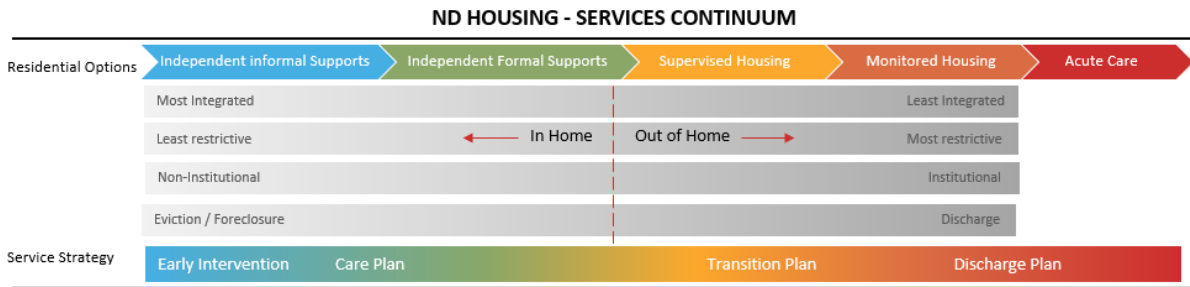 ND HOUSING - SERVICES CONTINUUM
Residential Options Independent informal Supports Independent Formal Supports Supervised Housing Monitored Housing Acute Care
Most Integrated Least Integrated
Least restrictive In Home Out of Home Most restrictive
Non-Institutional Institutional
Eviction / Foreclosure Discharge
Service Strategy Early Intervention Care Plan Transition Plan Discharge Plan